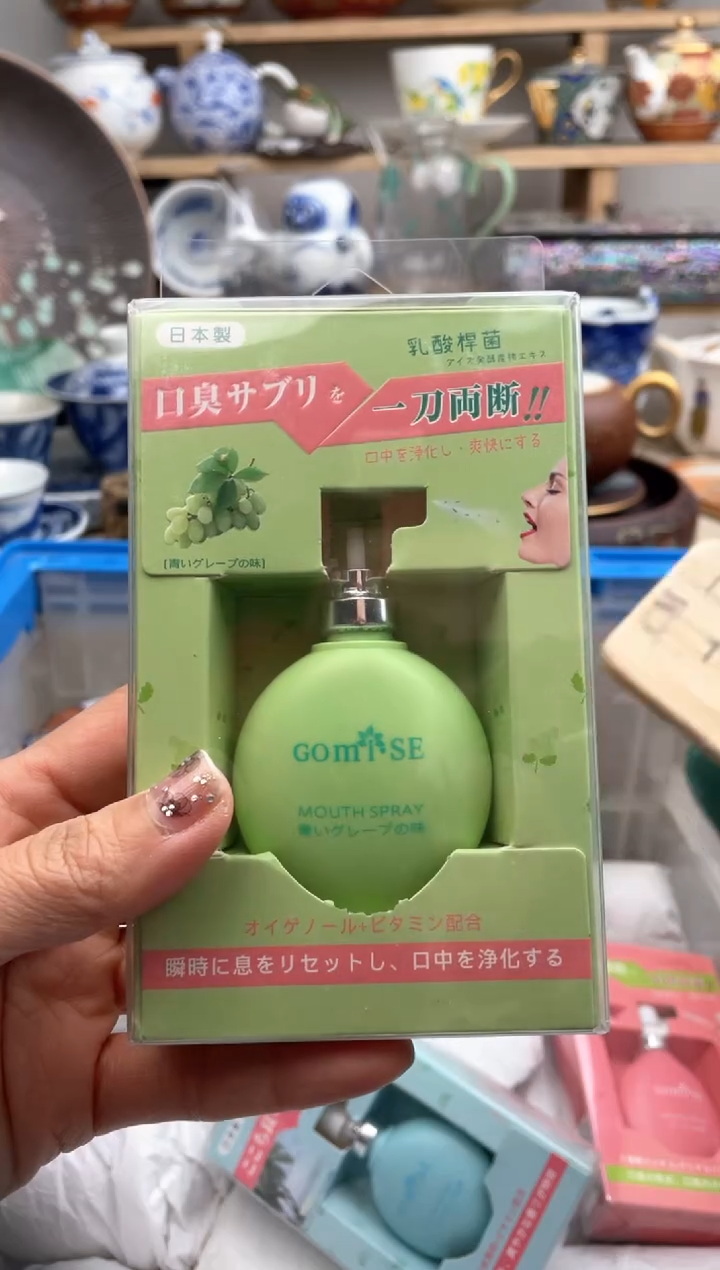 日本製
乳酸桿菌
口臭サプリを一刀両断!!
口中を浄化し・爽快にする
[青いグレープの味]
GOMISE
MOUTH SPRAY
青いグレープの味
オイゲノール+ビタミン配合
瞬時に息をリセットし、口中を浄化する